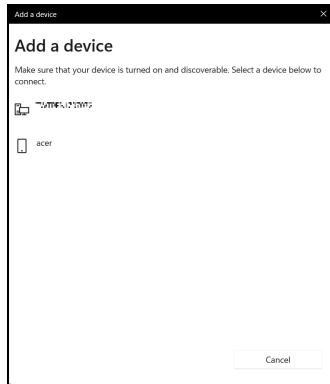 Add a device
Add a device
Make sure that your device is turned on and discoverable. Select a device below to
connect.
acer
Cancel